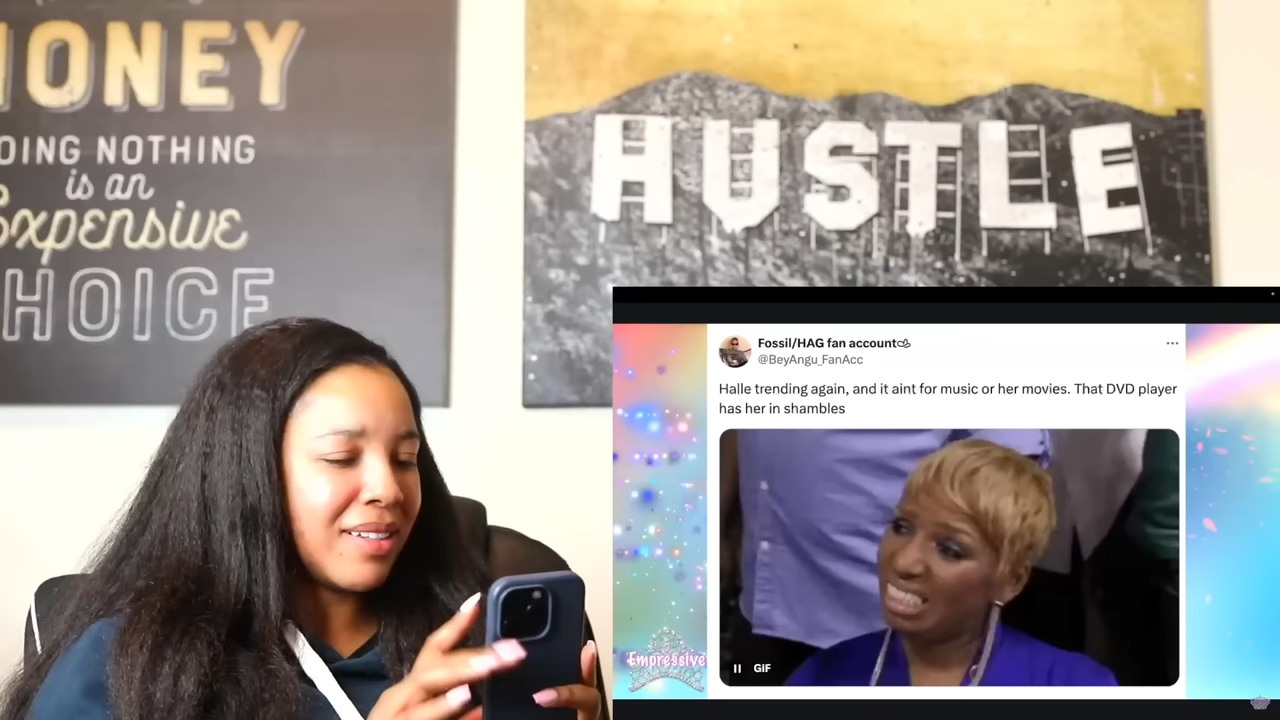 MONEY
DOING NOTHING
is an
Expensive
CHOICE
HUSTLE
Fossil/HAG fan account
@BeyAngu_FanAcc
Halle trending again, and it aint for music or her movies. That DVD player
has her in shambles
GIF
Empressive